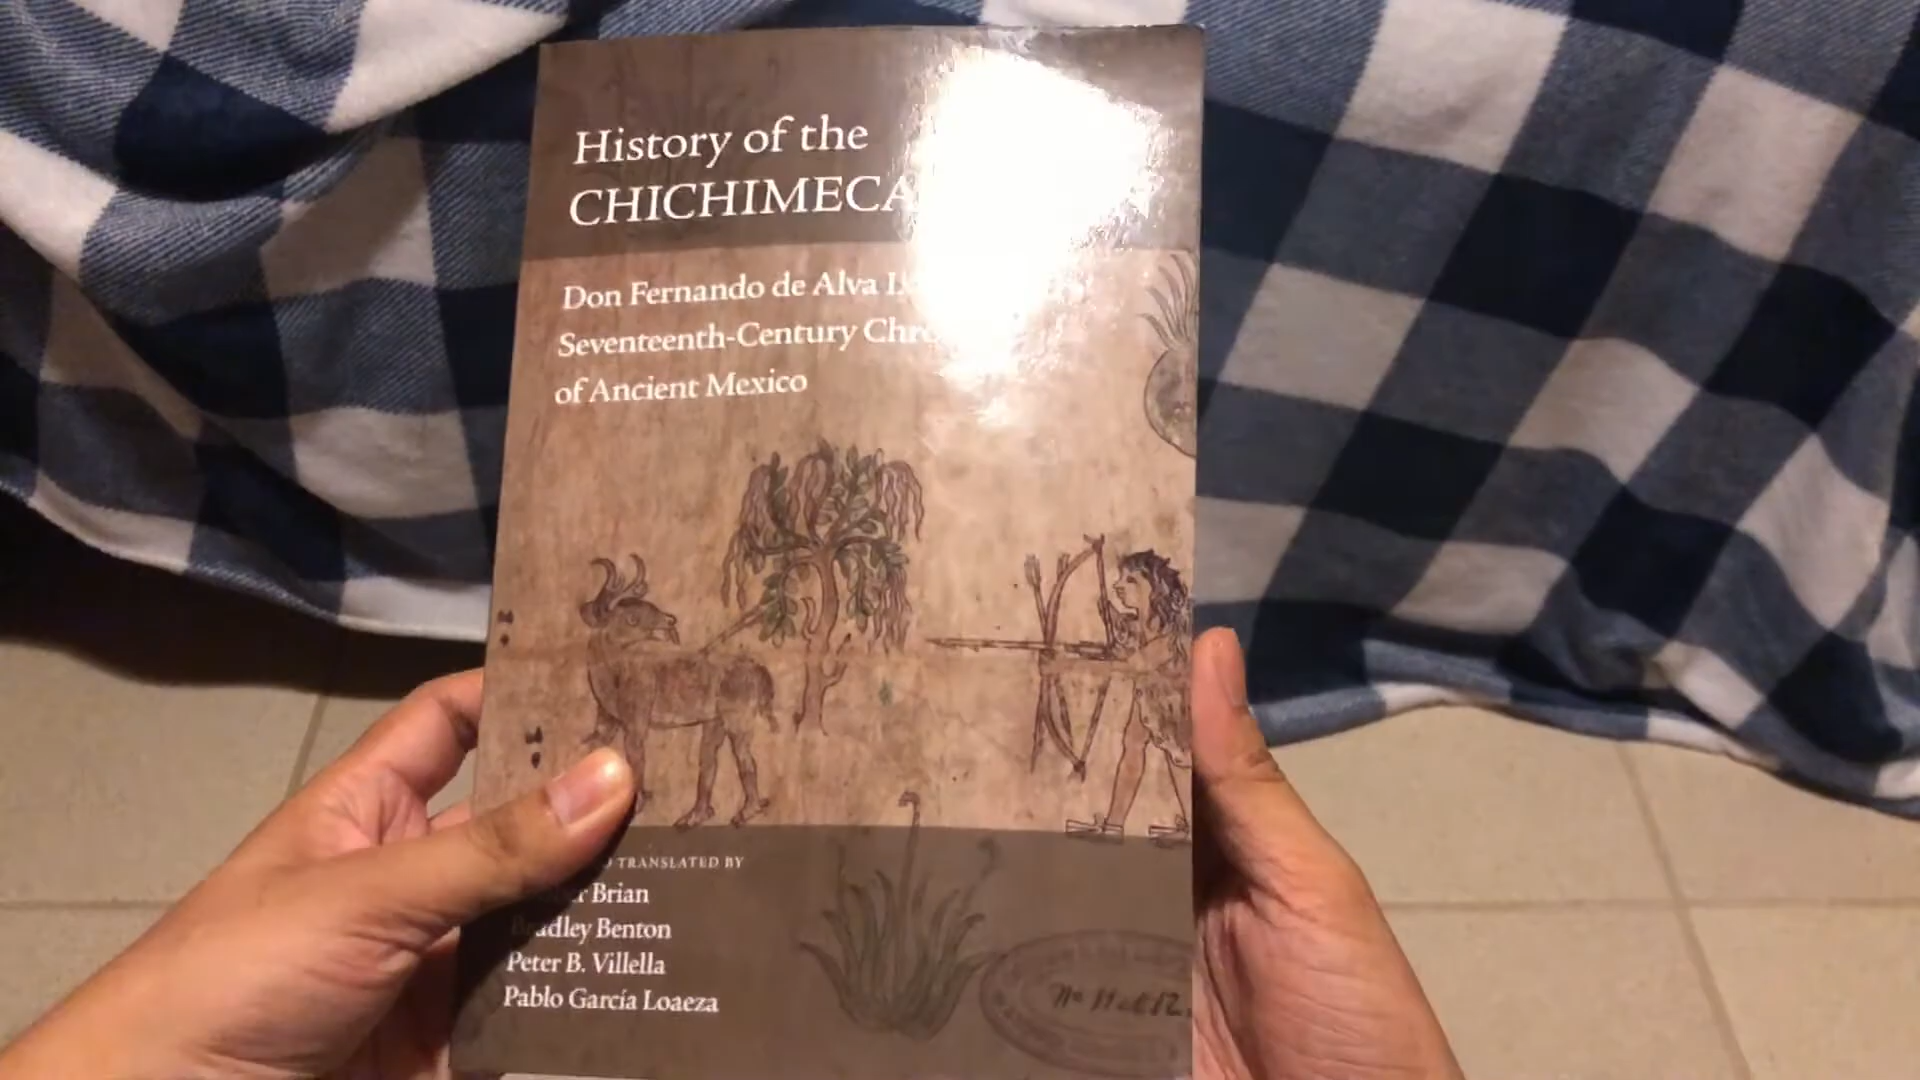 History of the
CHICHIMECA
Don Fernando de Alva
Seventeenth-Century
of Ancient Mexico
TRANSLATED BY
Brian
Bradley Benton
Peter B. Villella
Pablo García Loaeza